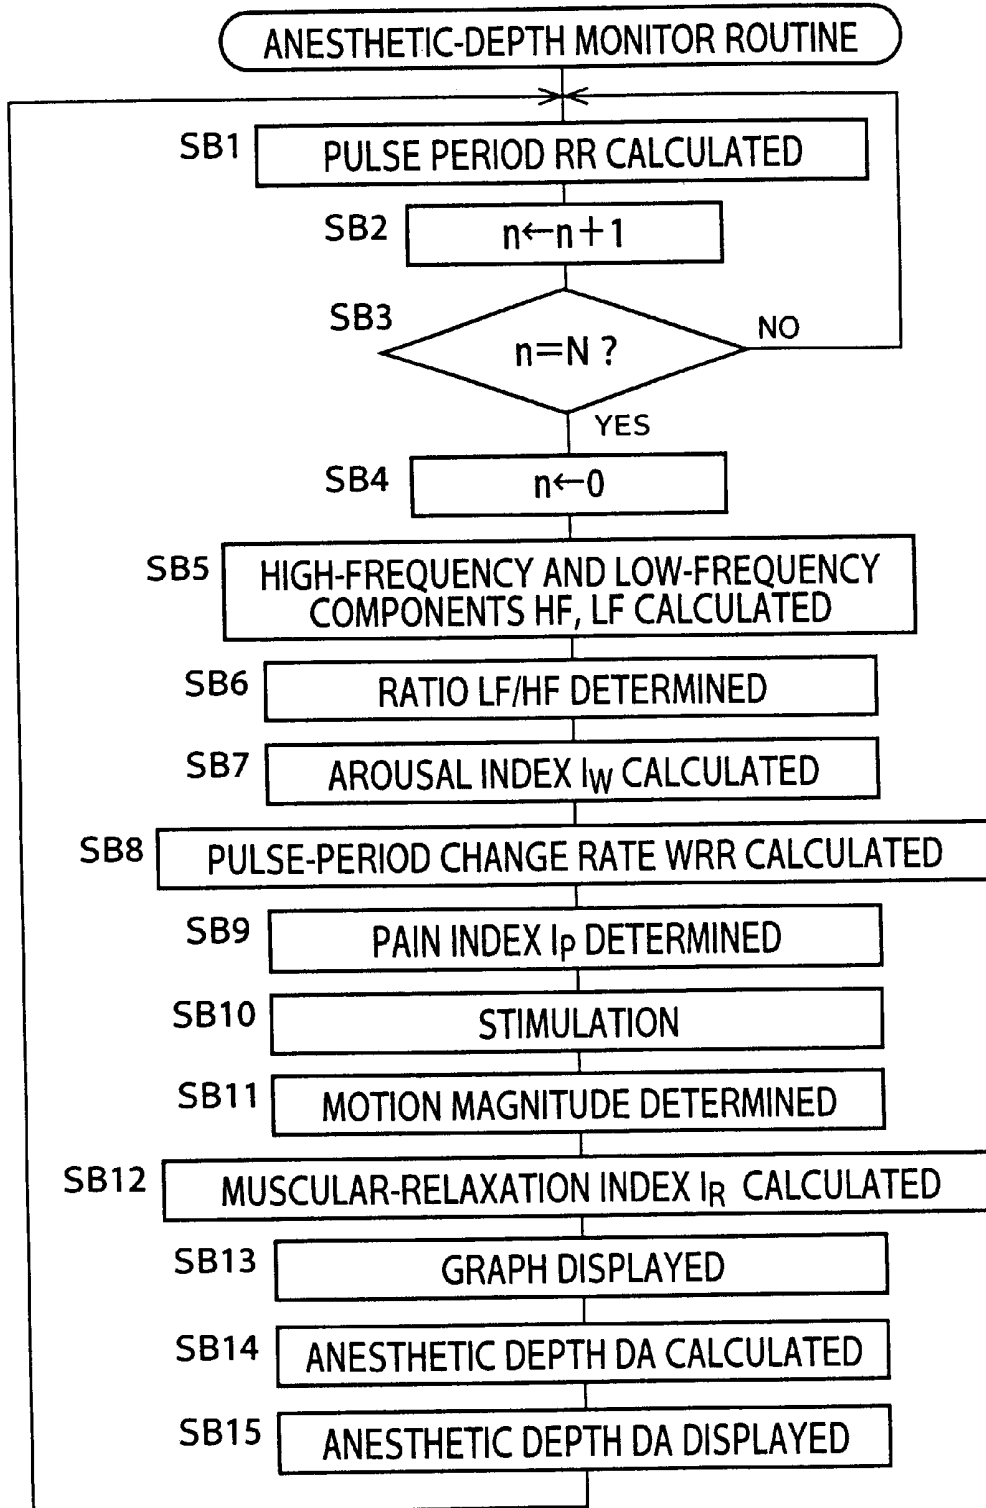 ANESTHETIC-DEPTH MONITOR ROUTINE
SB1
PULSE PERIOD RR CALCULATED
SB2
n←n+1
SB3
n=N ?
NO
YES
SB4
n←0
SB5
HIGH-FREQUENCY AND LOW-FREQUENCY
COMPONENTS HF, LF CALCULATED
SB6
RATIO LF/HF DETERMINED
SB7
AROUSAL INDEX IW CALCULATED
SB8
PULSE-PERIOD CHANGE RATE WRR CALCULATED
SB9
PAIN INDEX IP DETERMINED
SB10
STIMULATION
SB11
MOTION MAGNITUDE DETERMINED
SB12
MUSCULAR-RELAXATION INDEX IR CALCULATED
SB13
GRAPH DISPLAYED
SB14
ANESTHETIC DEPTH DA CALCULATED
SB15
ANESTHETIC DEPTH DA DISPLAYED